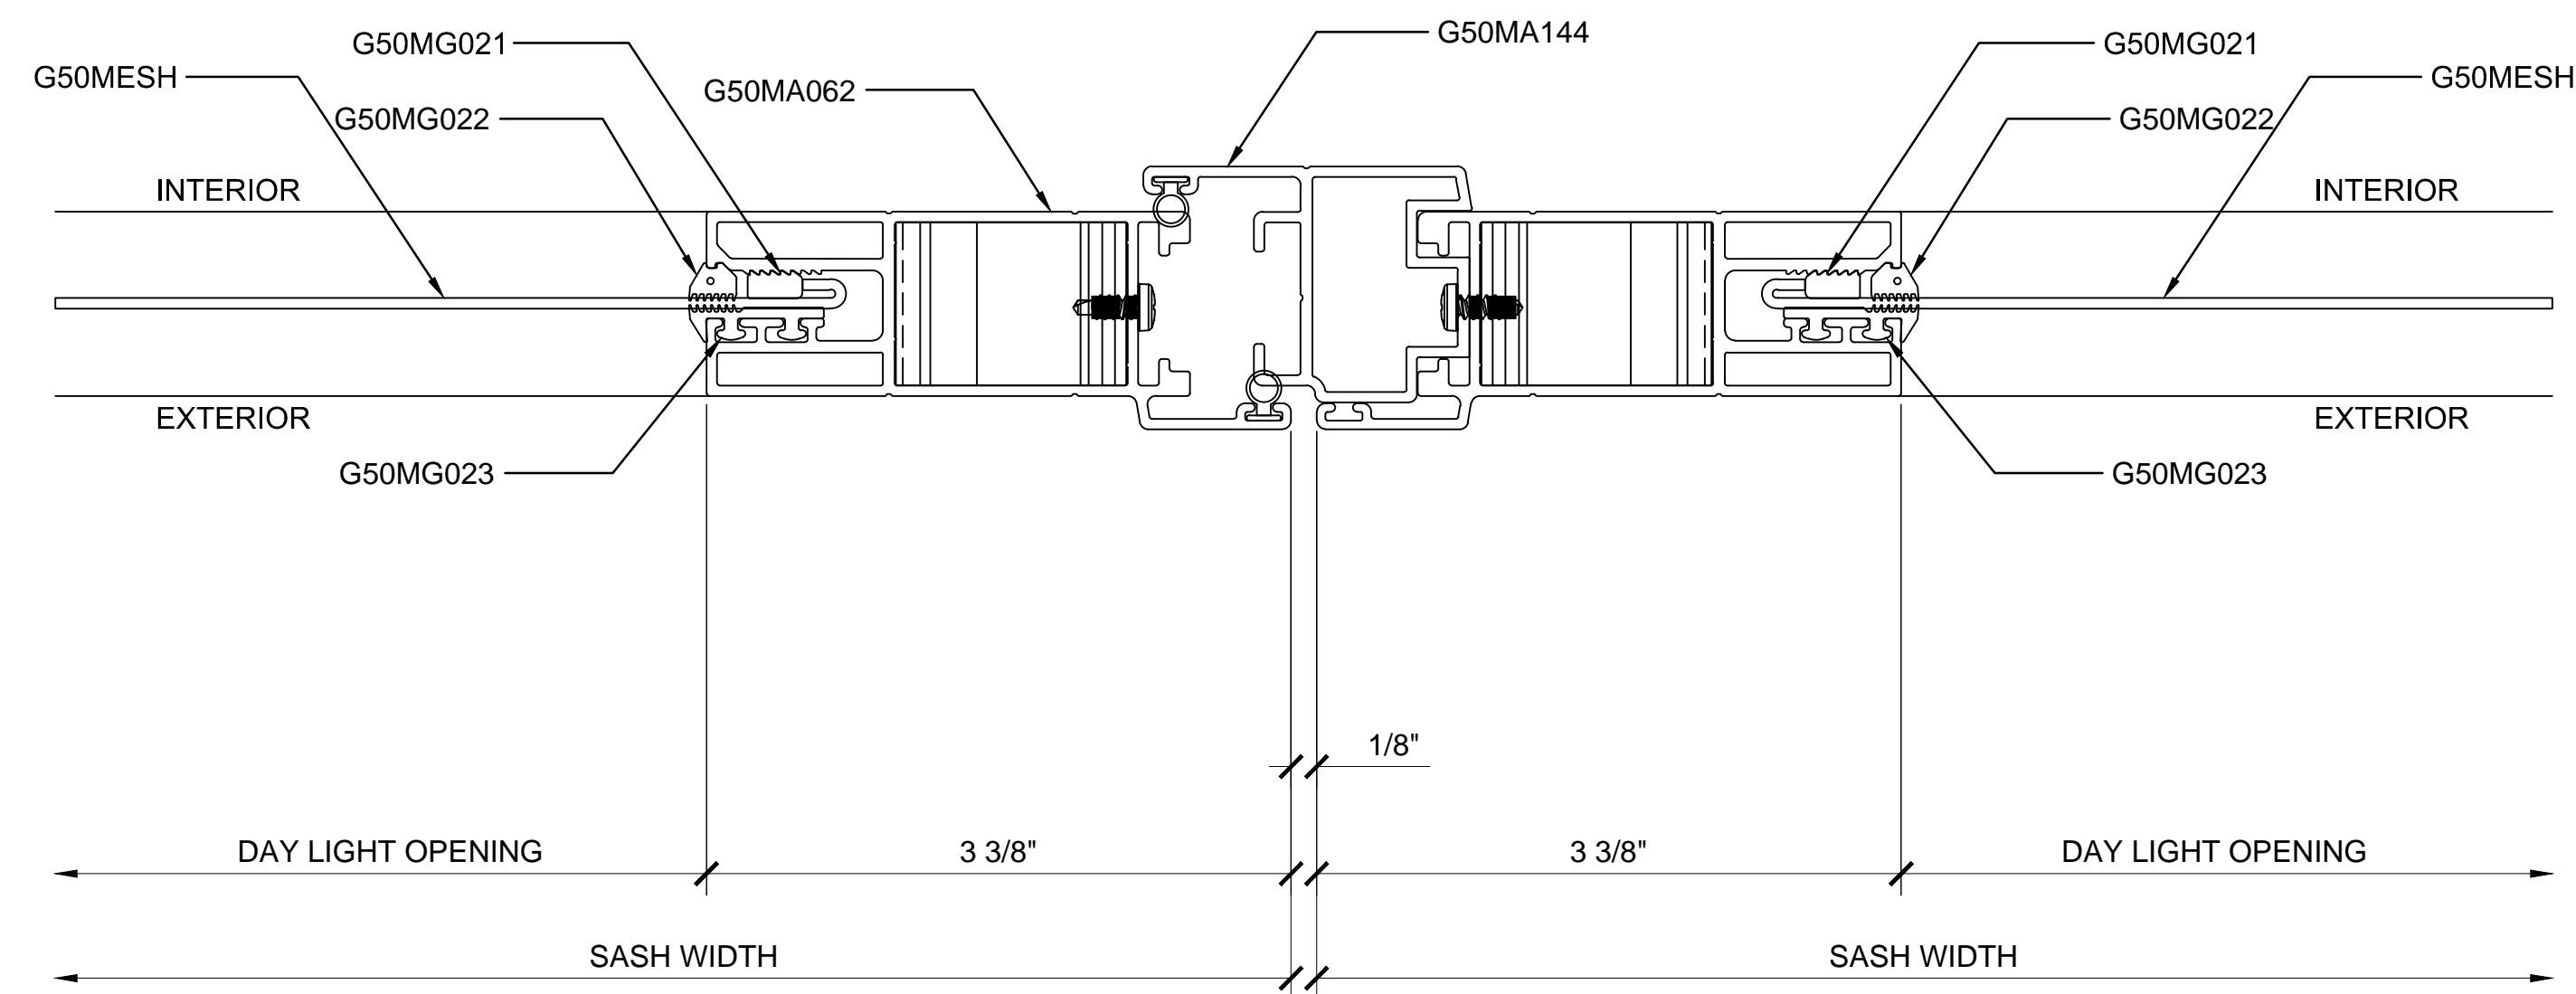 G50MA144
G50MG021
G50MG021
G50MESH
G50MESH
G50MA062
G50MG022
G50MG022
INTERIOR
INTERIOR
EXTERIOR
EXTERIOR
G50MG023
G50MG023
1/8"
DAY LIGHT OPENING
3 3/8"
3 3/8"
DAY LIGHT OPENING
SASH WIDTH
SASH WIDTH